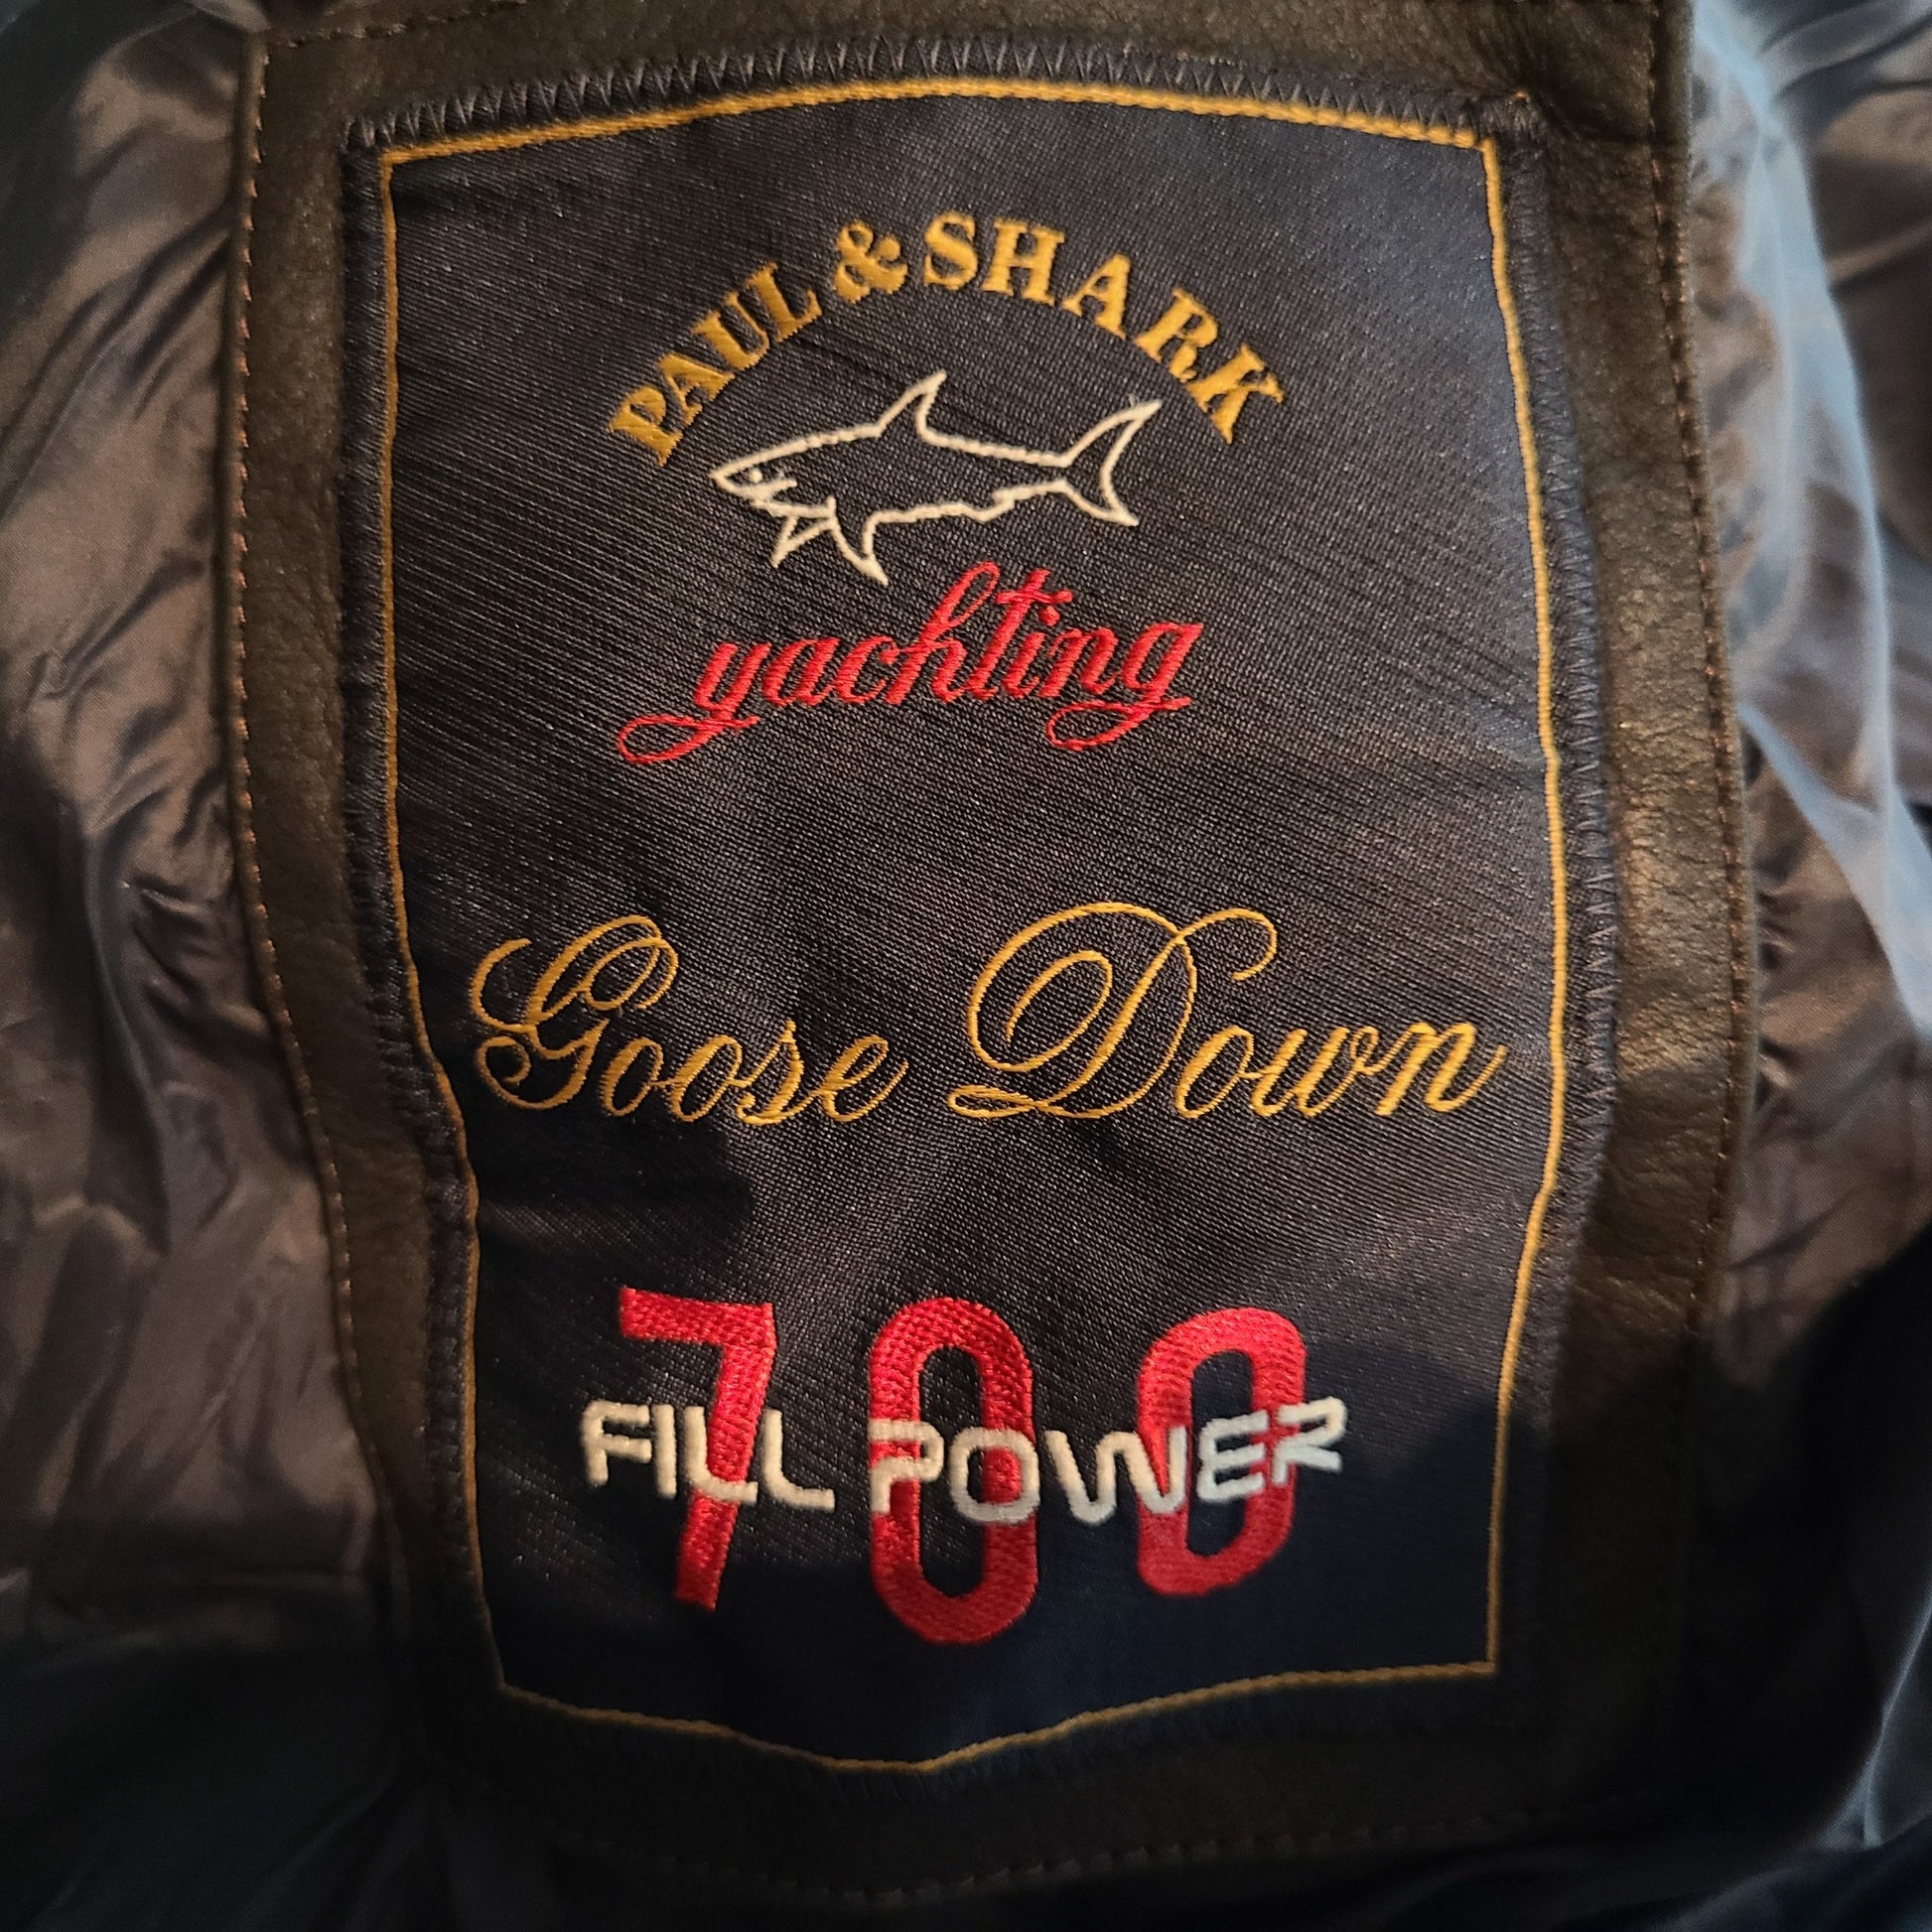 PAUL & SHARK
yachting
Goose Down
700
FILL POWER